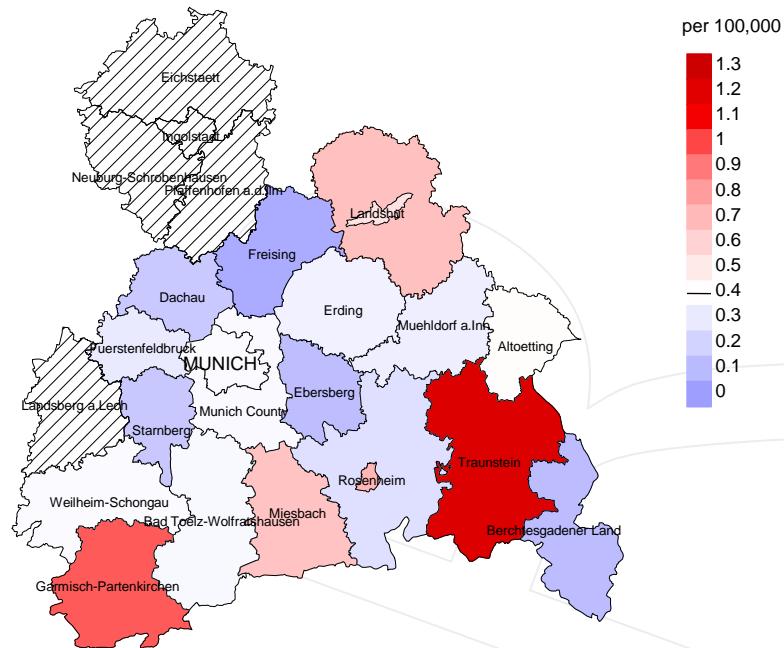 per 100,000
1.3
1.2
1.1
1
0.9
0.8
0.7
0.6
0.5
0.4
0.3
0.2
0.1
0
Eichstaett
Ingolstadt
Neuburg-Schrobenhausen
Pfaffenhofen a.d.Ilm
Landshut
Freising
Dachau
Erding
Muehldorf a.Inn
Altoetting
Fuerstenfeldbruck
MUNICH
Landsberg a.Lech
Starnberg
Munich County
Ebersberg
Traunstein
Rosenheim
Weilheim-Schongau
Bad Toelz-Wolfratshausen
Miesbach
Berchtesgadener Land
Garmisch-Partenkirchen